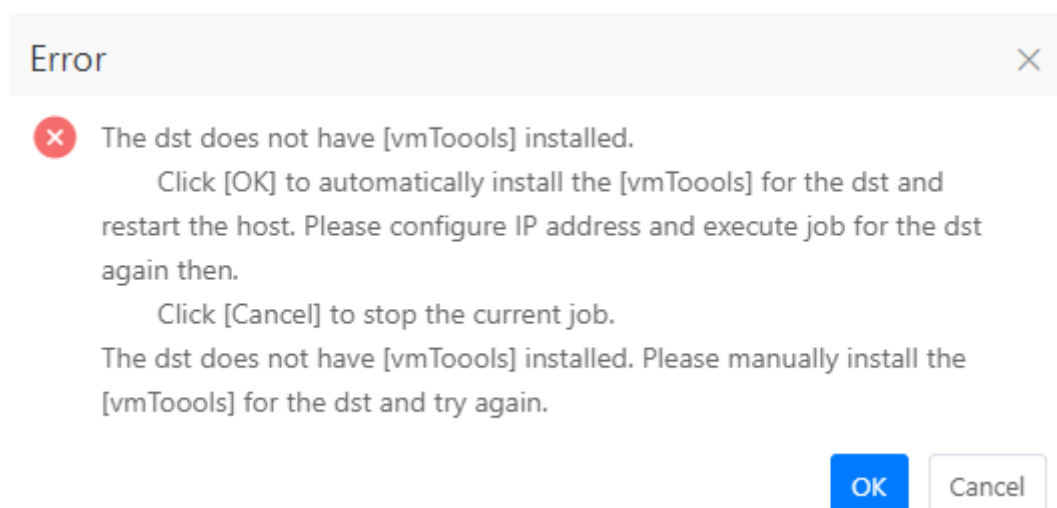 Error
The dst does not have [vmToools] installed.
Click [OK] to automatically install the [vmToools] for the dst and
restart the host. Please configure IP address and execute job for the dst
again then.
Click [Cancel] to stop the current job.
The dst does not have [vmToools] installed. Please manually install the
[vmToools] for the dst and try again.
OK
Cancel